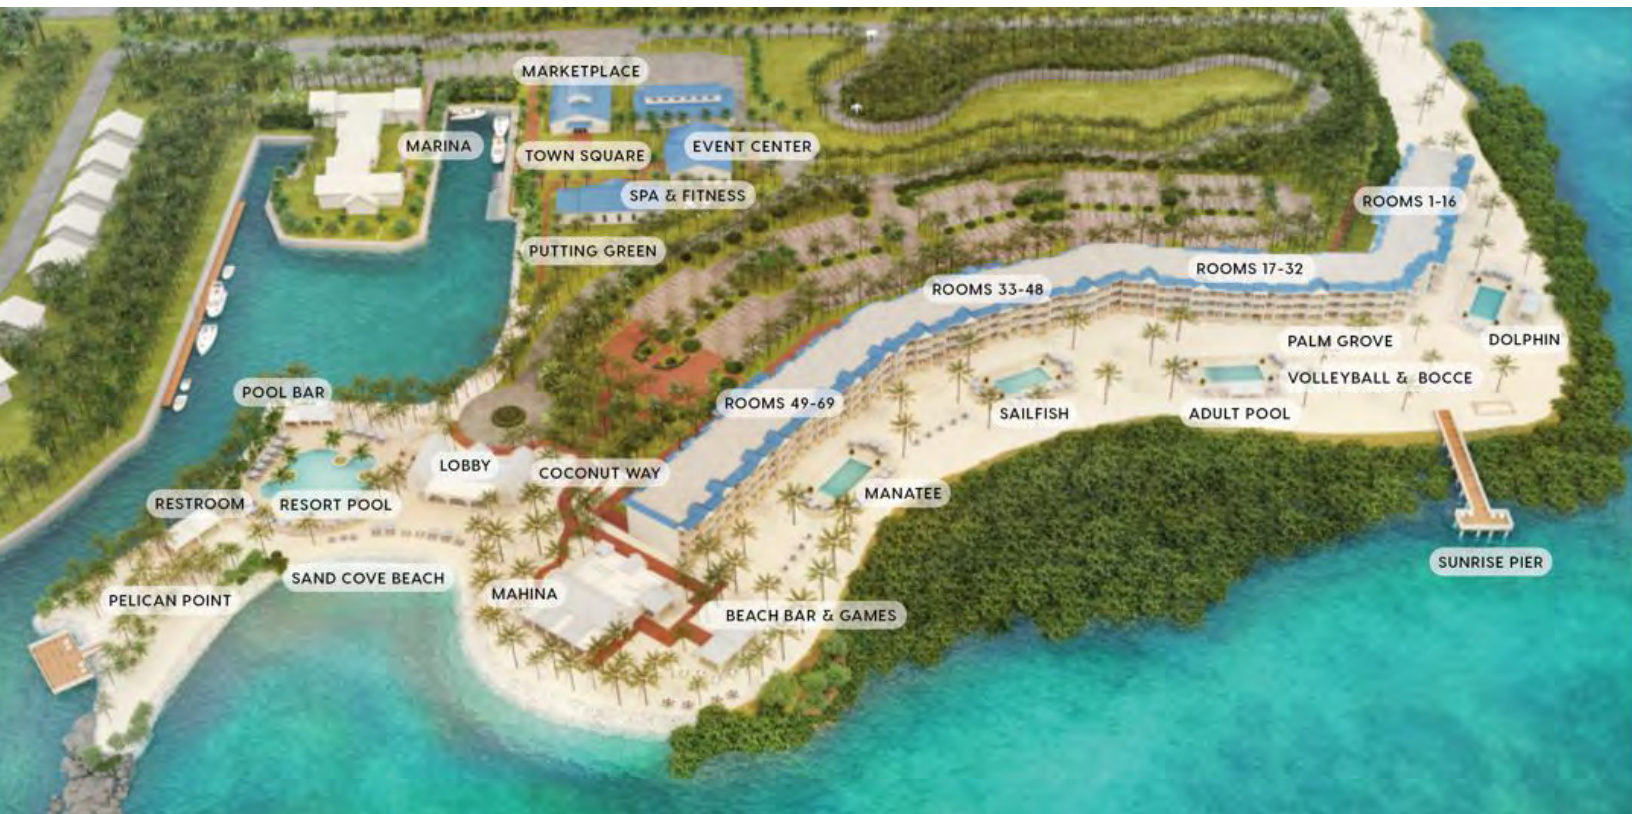 MARKETPLACE
MARINA
EVENT CENTER
TOWN SQUARE
SPA & FITNESS
ROOMS 1-16
PUTTING GREEN
ROOMS 17-32
ROOMS 33-48
PALM GROVE
DOLPHIN
VOLLEYBALL & BOCCE
POOL BAR
ROOMS 49-69
SAILFISH
ADULT POOL
LOBBY
COCONUT WAY
MANATEE
RESTROOM
RESORT POOL
SUNRISE PIER
SAND COVE BEACH
MAHINA
PELICAN POINT
BEACH BAR & GAMES